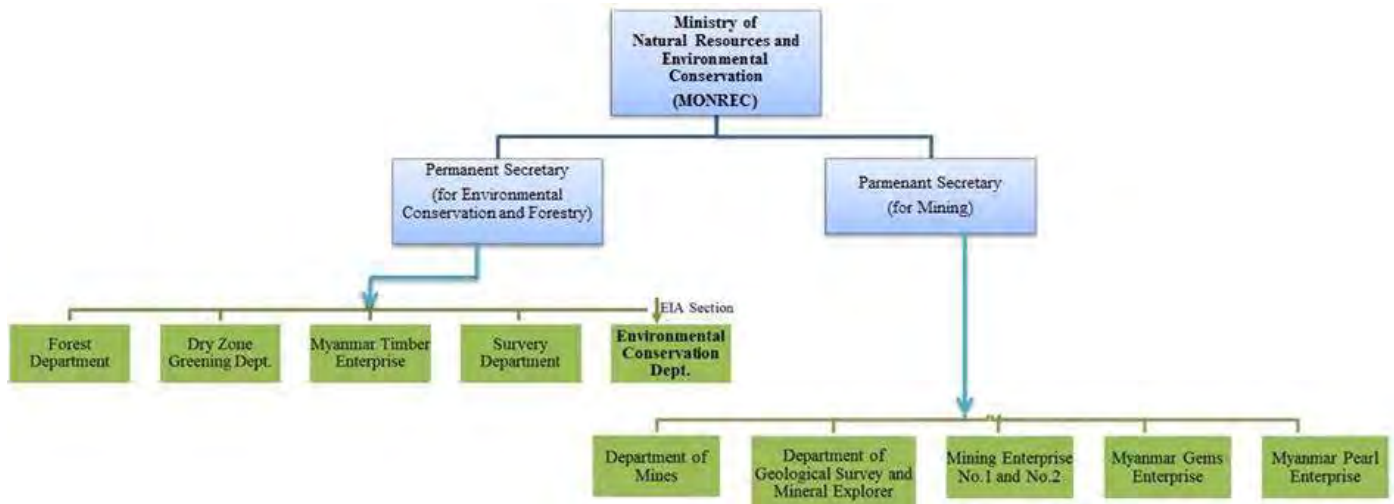 Ministry of
Natural Resources and
Environmental
Conservation
(MONREC)
Permanent Secretary
(for Environmental
Conservation and Forestry)
Parmenant Secretary
(for Mining)
EIA Section
Forest
Department
Dry Zone
Greening Dept.
Myanmar Timber
Enterprise
Survery
Department
Environmental
Conservation
Dept.
Department of
Mines
Department of
Geological Survey and
Mineral Explorer
Mining Enterprise
No.1 and No.2
Myanmar Gems
Enterprise
Myanmar Pearl
Enterprise